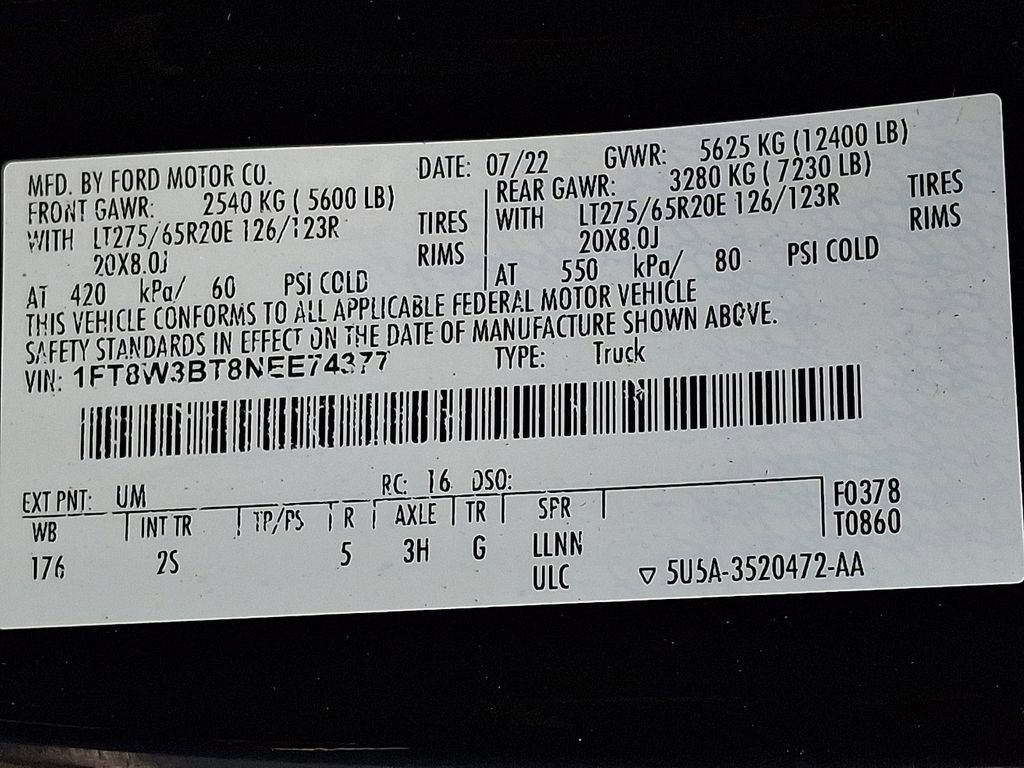 MFD. BY FORD MOTOR CO. DATE: 07/22 GVWR: 5625 KG (12400 LB)
FRONT GAWR: 2540 KG ( 5600 LB) REAR GAWR: 3280 KG ( 7230 LB)
WITH LT275/65R20E 126/123R TIRES WITH LT275/65R20E 126/123R TIRES
20X8.0J RIMS 20X8.0J RIMS
AT 420 kPa/ 60 PSI COLD AT 550 kPa/ 80 PSI COLD
THIS VEHICLE CONFORMS TO ALL APPLICABLE FEDERAL MOTOR VEHICLE
SAFETY STANDARDS IN EFFECT ON THE DATE OF MANUFACTURE SHOWN ABOVE.
VIN: 1FT8W3BT8NEE74377 TYPE: Truck
EXT PNT: UM RC: 16 DSO:
WB INT TR TP/PS R AXLE TR SPR F0378
T0860
176 2S 5 3H G LLNN
ULC ▽ 5U5A-3520472-AA